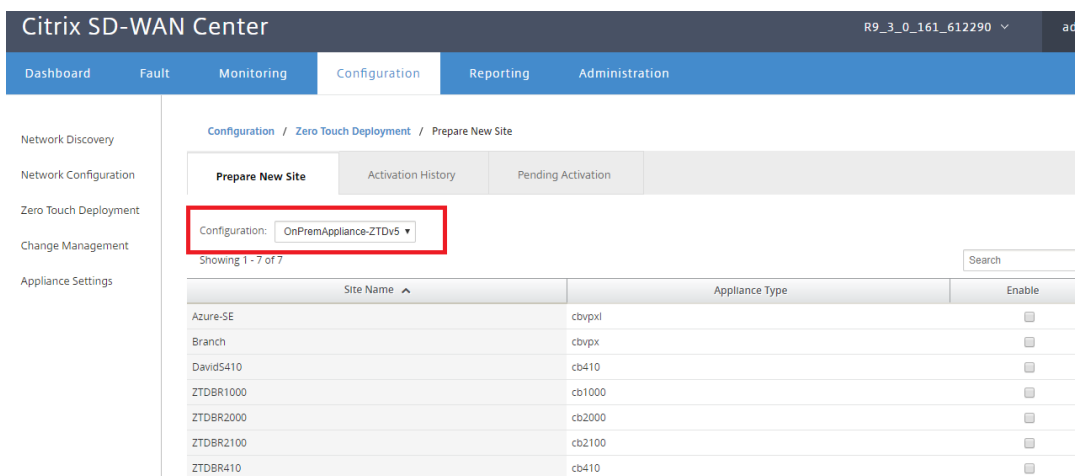 Citrix SD-WAN Center R9_3_0_161_612290 ad
Dashboard Fault Monitoring Configuration Reporting Administration
Configuration / Zero Touch Deployment / Prepare New Site
Network Discovery
Network Configuration
Zero Touch Deployment
Change Management
Appliance Settings
Prepare New Site Activation History Pending Activation
Configuration: OnPremAppliance-ZTDv5
Showing 1 - 7 of 7 Search
Site Name Appliance Type Enable
Azure-SE cbvpxl
Branch cbvpx
DavidS410 cb410
ZTDBR1000 cb1000
ZTDBR2000 cb2000
ZTDBR2100 cb2100
ZTDBR410 cb410